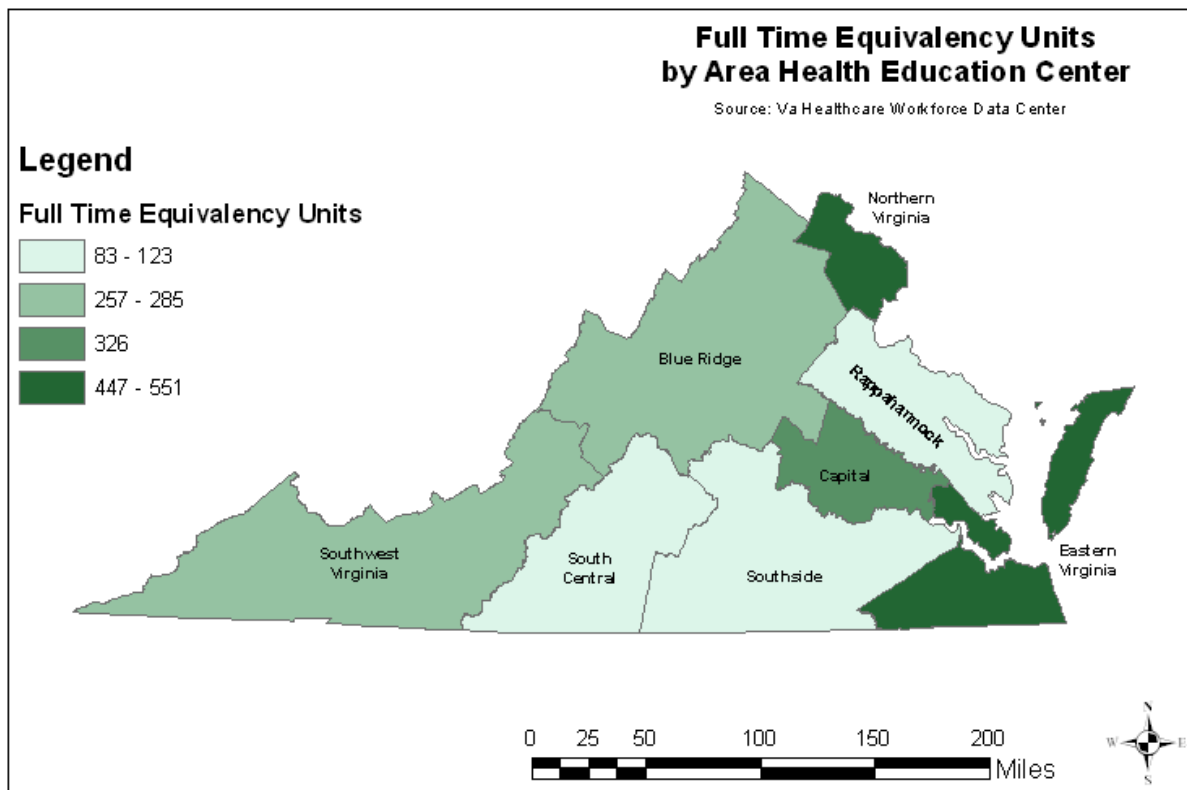 Full Time Equivalency Units
by Area Health Education Center
Source: Va Healthcare Workforce Data Center
Legend
Full Time Equivalency Units
83 - 123
257 - 285
326
447 - 551
Northern
Virginia
Blue Ridge
Rappahannock
Capital
Southwest
Virginia
South
Central
Southside
Eastern
Virginia
0 25 50 100 150 200
Miles
N
W E
S